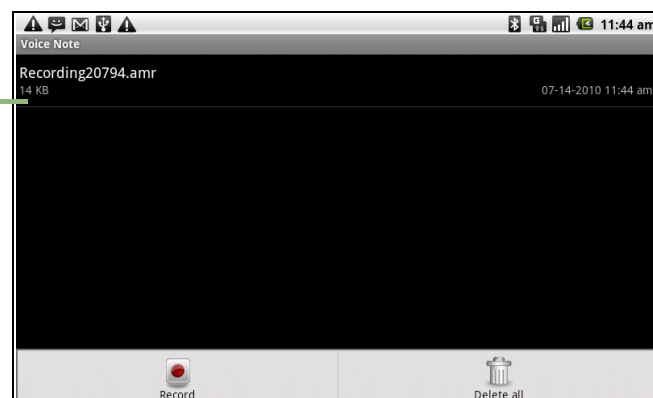 11:44 am
Voice Note
Recording20794.amr
14 KB
07-14-2010 11:44 am
Record
Delete all